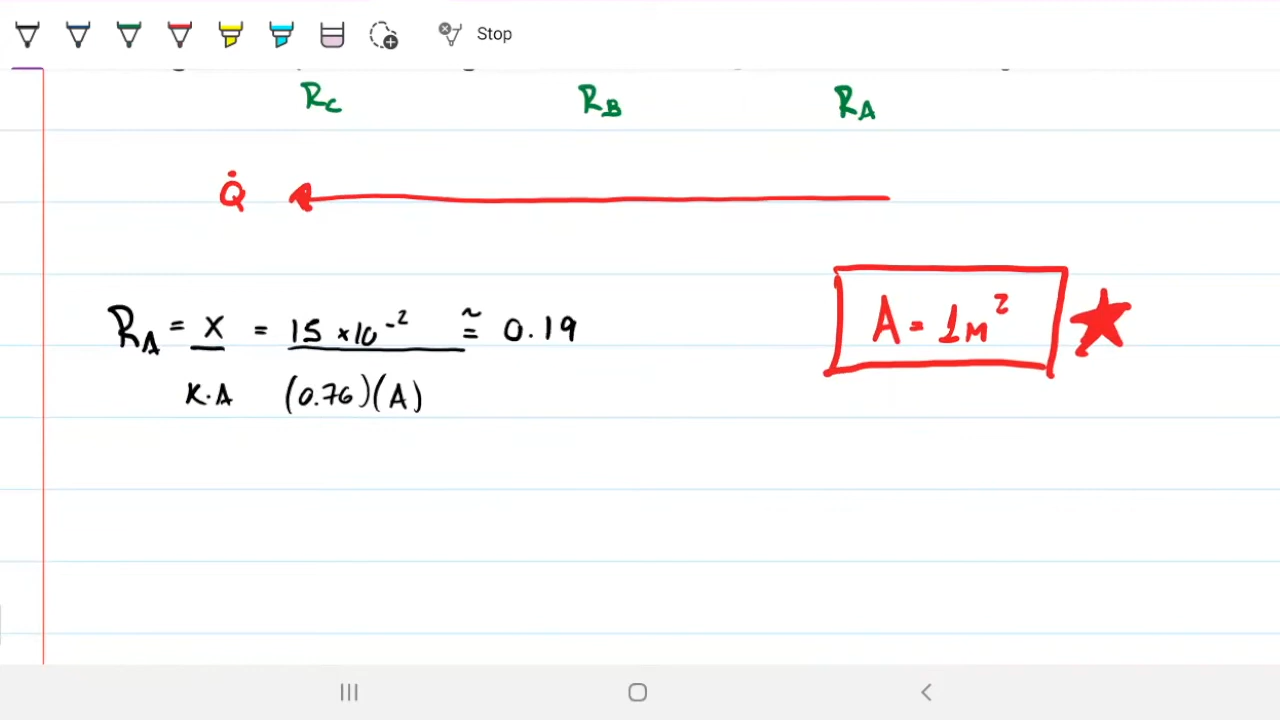 Stop
Rc RB RA
Q̇
RA = x/K·A = 15 ×10⁻²/(0.76)(A) ≅ 0.19
A = 1m²